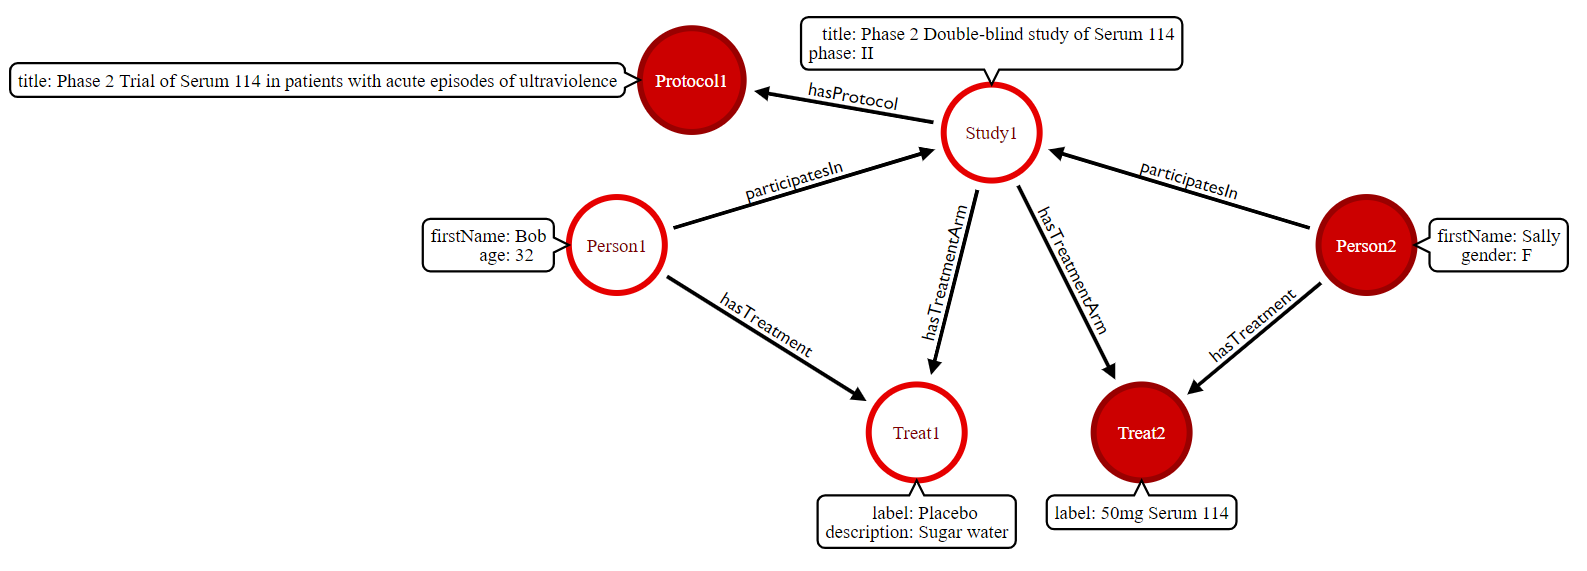 title: Phase 2 Double-blind study of Serum 114
phase: II
title: Phase 2 Trial of Serum 114 in patients with acute episodes of ultraviolence
Protocol1
hasProtocol
Study1
participatesIn
participatesIn
firstName: Bob
age: 32
Person1
hasTreatmentArm
hasTreatmentArm
Person2
firstName: Sally
gender: F
hasTreatment
hasTreatment
Treat1
Treat2
label: Placebo
description: Sugar water
label: 50mg Serum 114